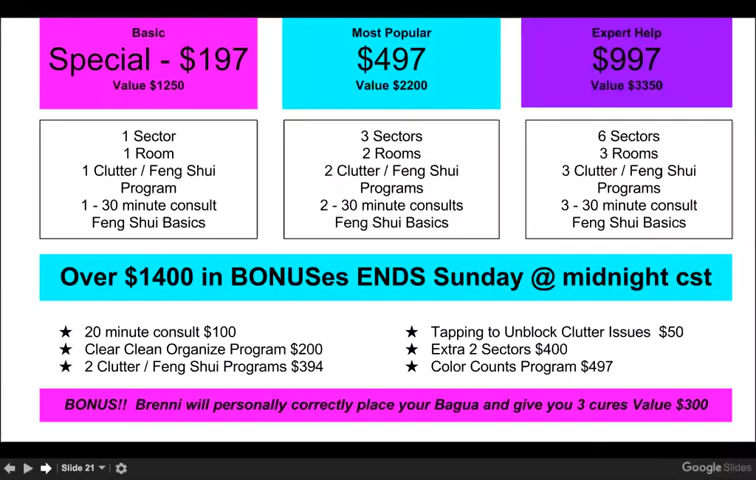 Basic
Special - $197
Value $1250
Most Popular
$497
Value $2200
Expert Help
$997
Value $3350
1 Sector
1 Room
1 Clutter / Feng Shui
Program
1 - 30 minute consult
Feng Shui Basics
3 Sectors
2 Rooms
2 Clutter / Feng Shui
Programs
2 - 30 minute consults
Feng Shui Basics
6 Sectors
3 Rooms
3 Clutter / Feng Shui
Programs
3 - 30 minute consult
Feng Shui Basics
Over $1400 in BONUSes ENDS Sunday @ midnight cst
★ 20 minute consult $100
★ Clear Clean Organize Program $200
★ 2 Clutter / Feng Shui Programs $394
★ Tapping to Unblock Clutter Issues $50
★ Extra 2 Sectors $400
★ Color Counts Program $497
BONUS!! Brenni will personally correctly place your Bagua and give you 3 cures Value $300
Slide 21
Google Slides